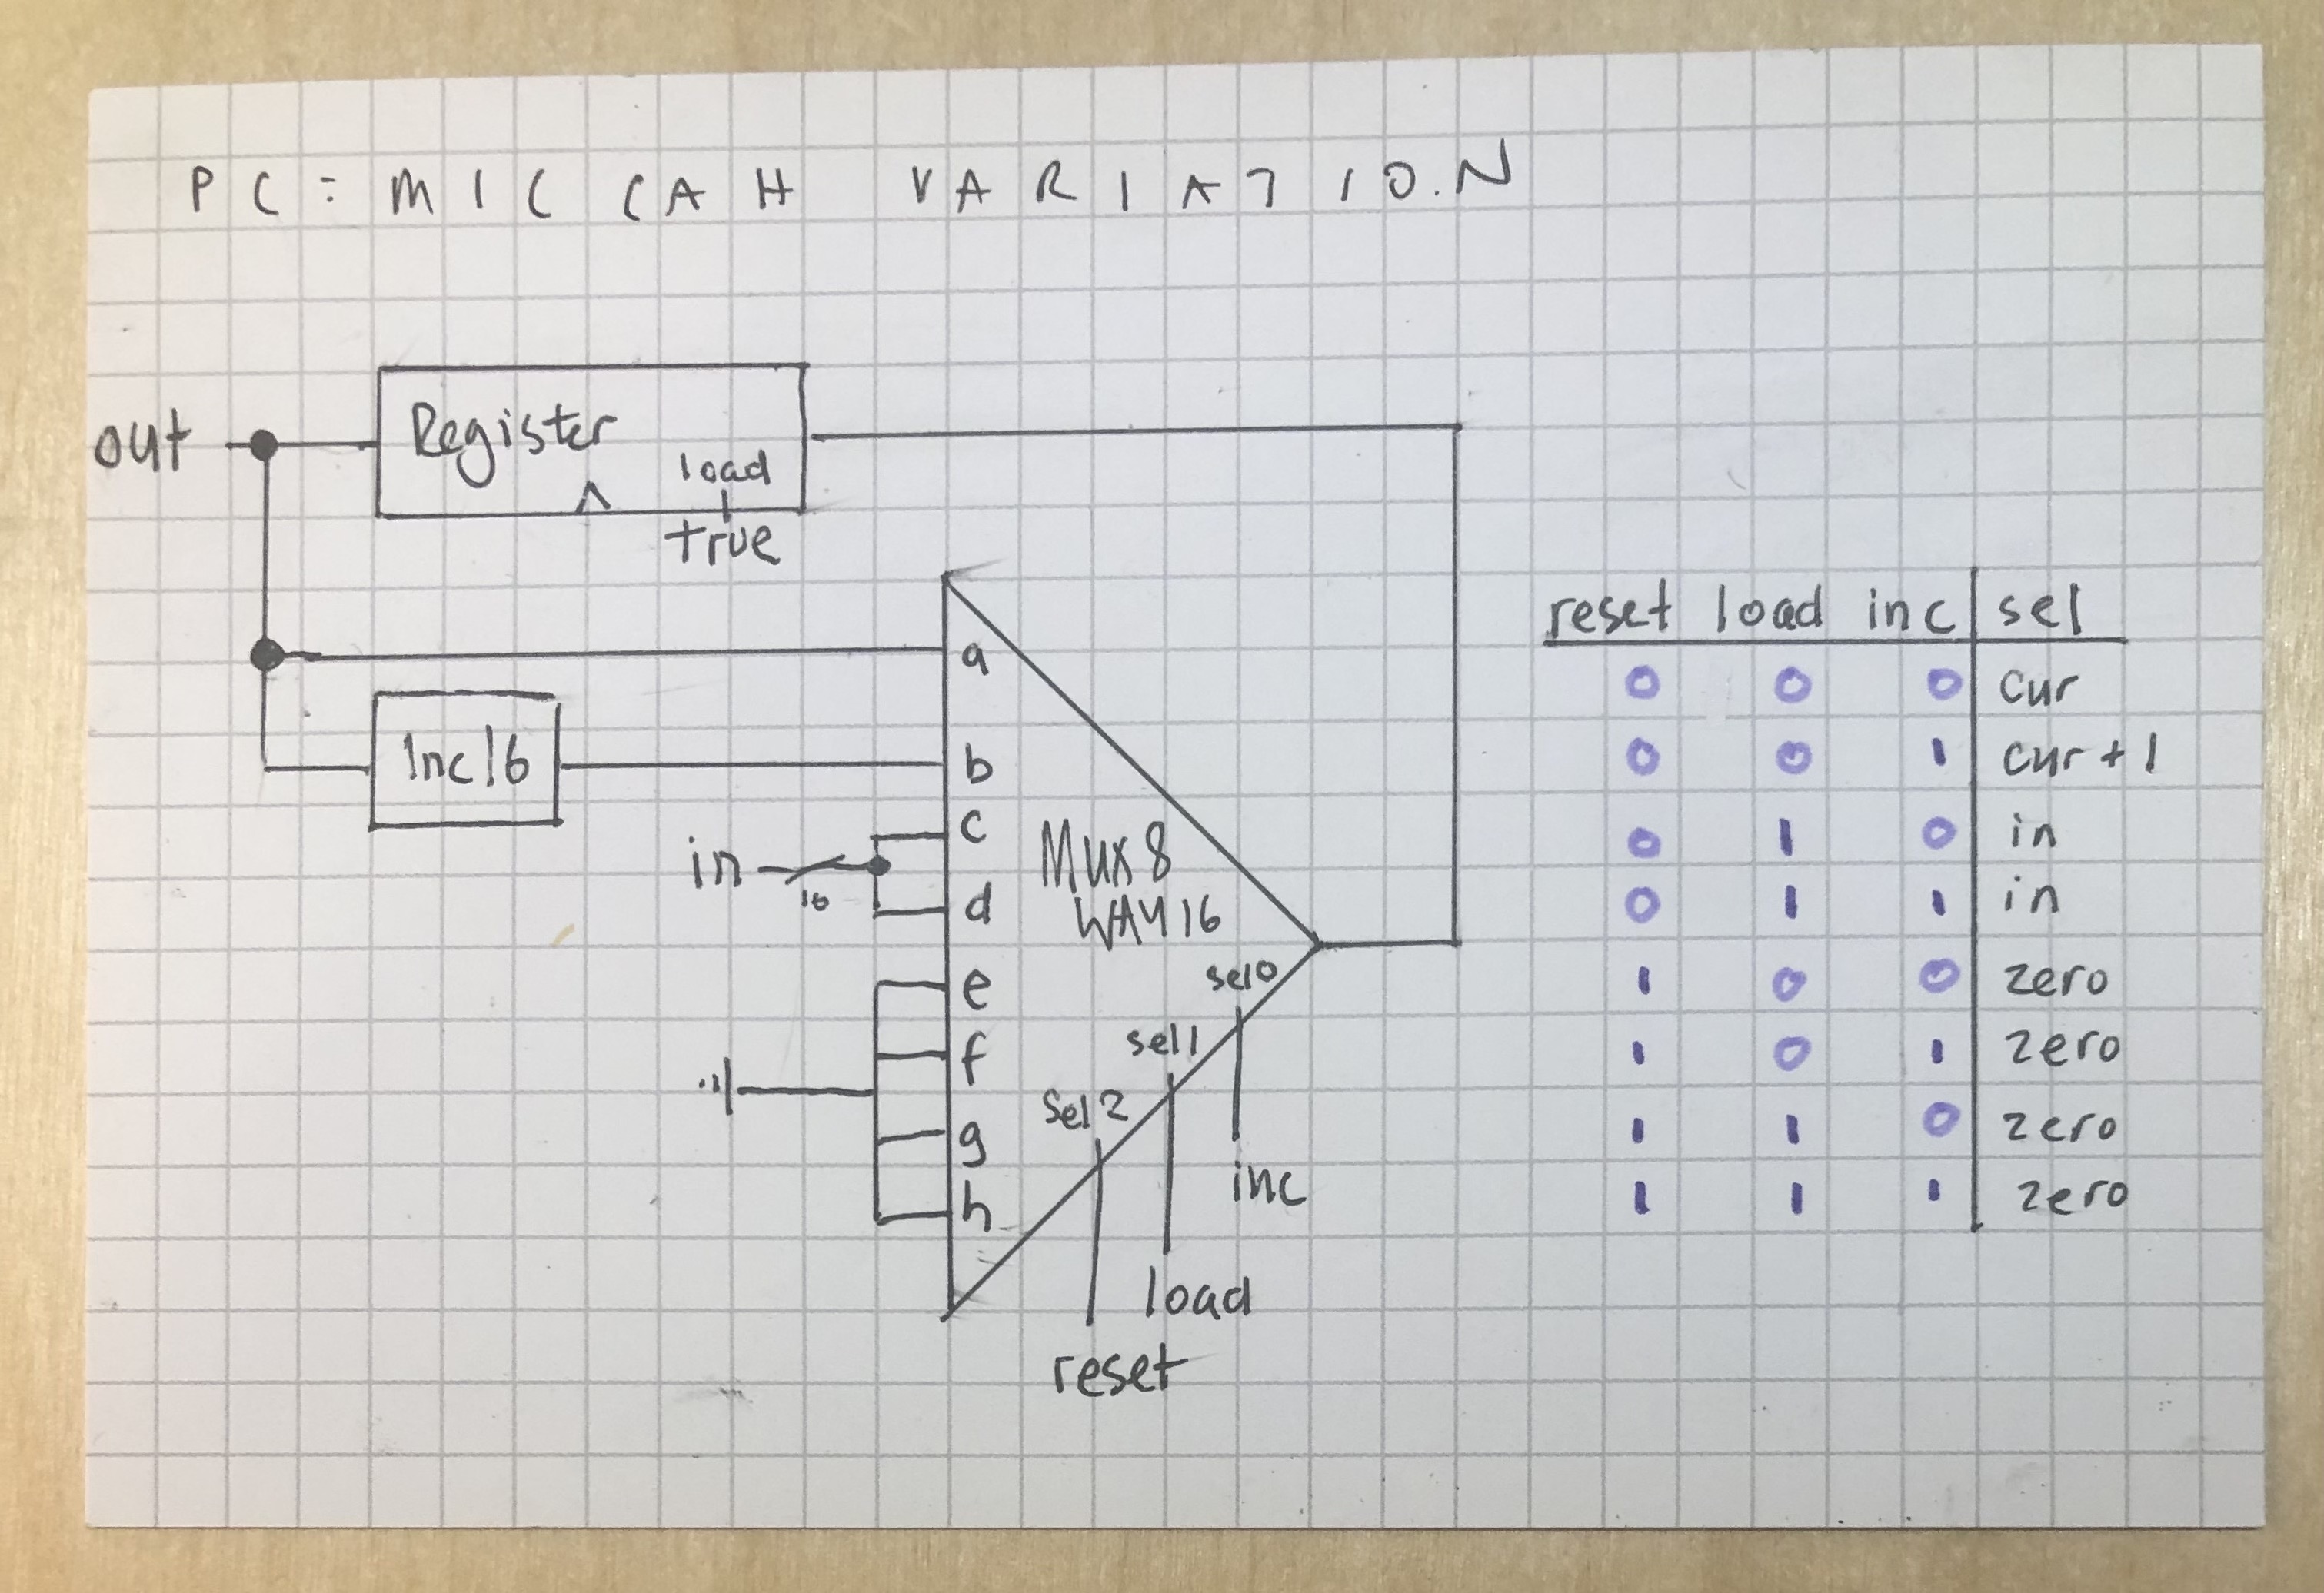 PC: MICCAH VARIATION
out
Register
load
true
Inc16
in
16
a
b
c
d
e
f
g
h
Mux8
WAY16
sel0
sel1
sel2
inc
load
reset
reset load inc sel
0 0 0 cur
0 0 1 cur+1
0 1 0 in
0 1 1 in
1 0 0 zero
1 0 1 zero
1 1 0 zero
1 1 1 zero